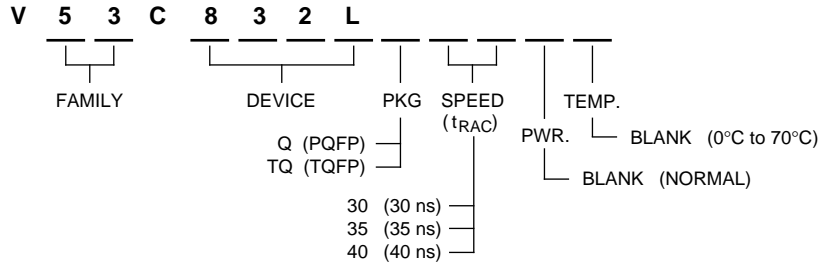 V 5 3 C 8 3 2 L
FAMILY DEVICE PKG SPEED TEMP.
(tRAC) PWR.
Q (PQFP) BLANK (0°C to 70°C)
TQ (TQFP)
BLANK (NORMAL)
30 (30 ns)
35 (35 ns)
40 (40 ns)